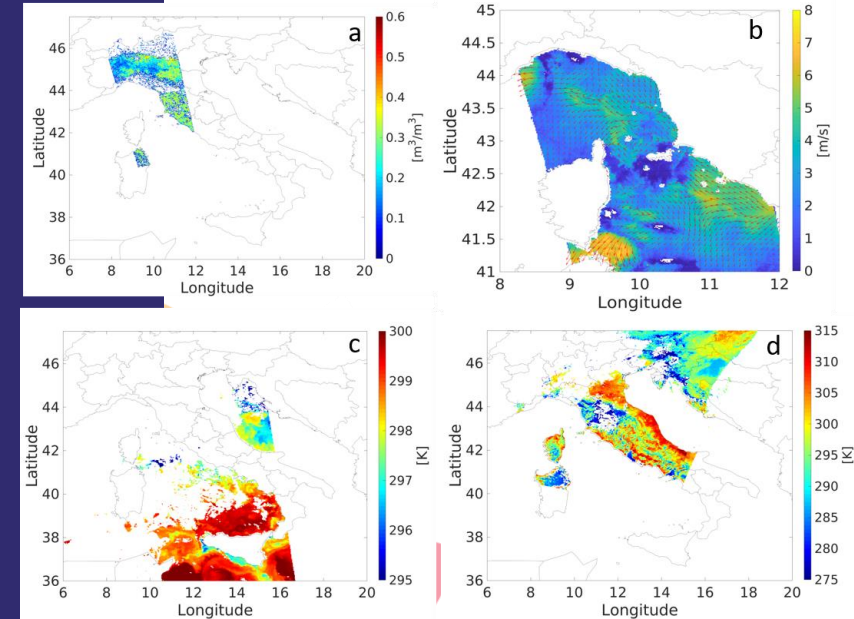 a
46
44
42
40
38
36
Latitude
6 8 10 12 14 16 18 20
Longitude
0.6
0.5
0.4
0.3
0.2
0.1
0
[m³/m³]
b
45
44.5
44
43.5
43
42.5
42
41.5
41
Latitude
8 9 10 11 12
Longitude
8
7
6
5
4
3
2
1
0
[m/s]
c
46
44
42
40
38
36
Latitude
6 8 10 12 14 16 18 20
Longitude
300
299
298
297
296
295
[K]
d
46
44
42
40
38
36
Latitude
6 8 10 12 14 16 18 20
Longitude
315
310
305
300
295
290
285
280
275
[K]